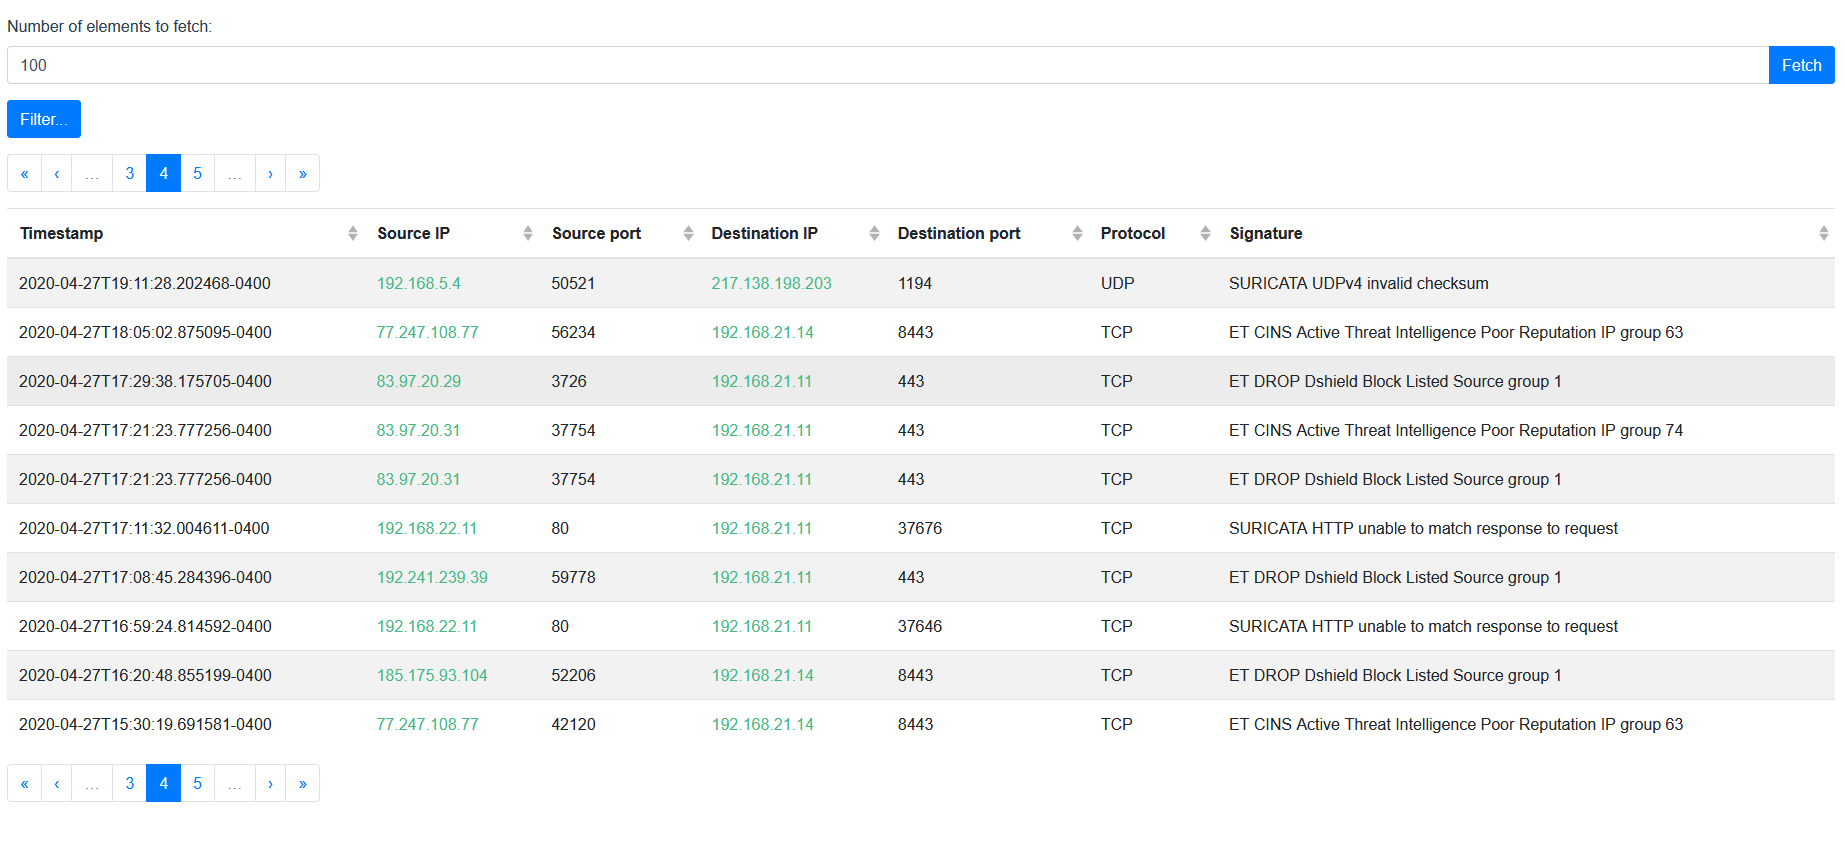 Number of elements to fetch:
100 Fetch
Filter...
« ‹ ... 3 4 5 ... › »
Timestamp Source IP Source port Destination IP Destination port Protocol Signature
2020-04-27T19:11:28.202468-0400 192.168.5.4 50521 217.138.198.203 1194 UDP SURICATA UDPv4 invalid checksum
2020-04-27T18:05:02.875095-0400 77.247.108.77 56234 192.168.21.14 8443 TCP ET CINS Active Threat Intelligence Poor Reputation IP group 63
2020-04-27T17:29:38.175705-0400 83.97.20.29 3726 192.168.21.11 443 TCP ET DROP Dshield Block Listed Source group 1
2020-04-27T17:21:23.777256-0400 83.97.20.31 37754 192.168.21.11 443 TCP ET CINS Active Threat Intelligence Poor Reputation IP group 74
2020-04-27T17:21:23.777256-0400 83.97.20.31 37754 192.168.21.11 443 TCP ET DROP Dshield Block Listed Source group 1
2020-04-27T17:11:32.004611-0400 192.168.22.11 80 192.168.21.11 37676 TCP SURICATA HTTP unable to match response to request
2020-04-27T17:08:45.284396-0400 192.241.239.39 59778 192.168.21.11 443 TCP ET DROP Dshield Block Listed Source group 1
2020-04-27T16:59:24.814592-0400 192.168.22.11 80 192.168.21.11 37646 TCP SURICATA HTTP unable to match response to request
2020-04-27T16:20:48.855199-0400 185.175.93.104 52206 192.168.21.14 8443 TCP ET DROP Dshield Block Listed Source group 1
2020-04-27T15:30:19.691581-0400 77.247.108.77 42120 192.168.21.14 8443 TCP ET CINS Active Threat Intelligence Poor Reputation IP group 63
« ‹ ... 3 4 5 ... › »